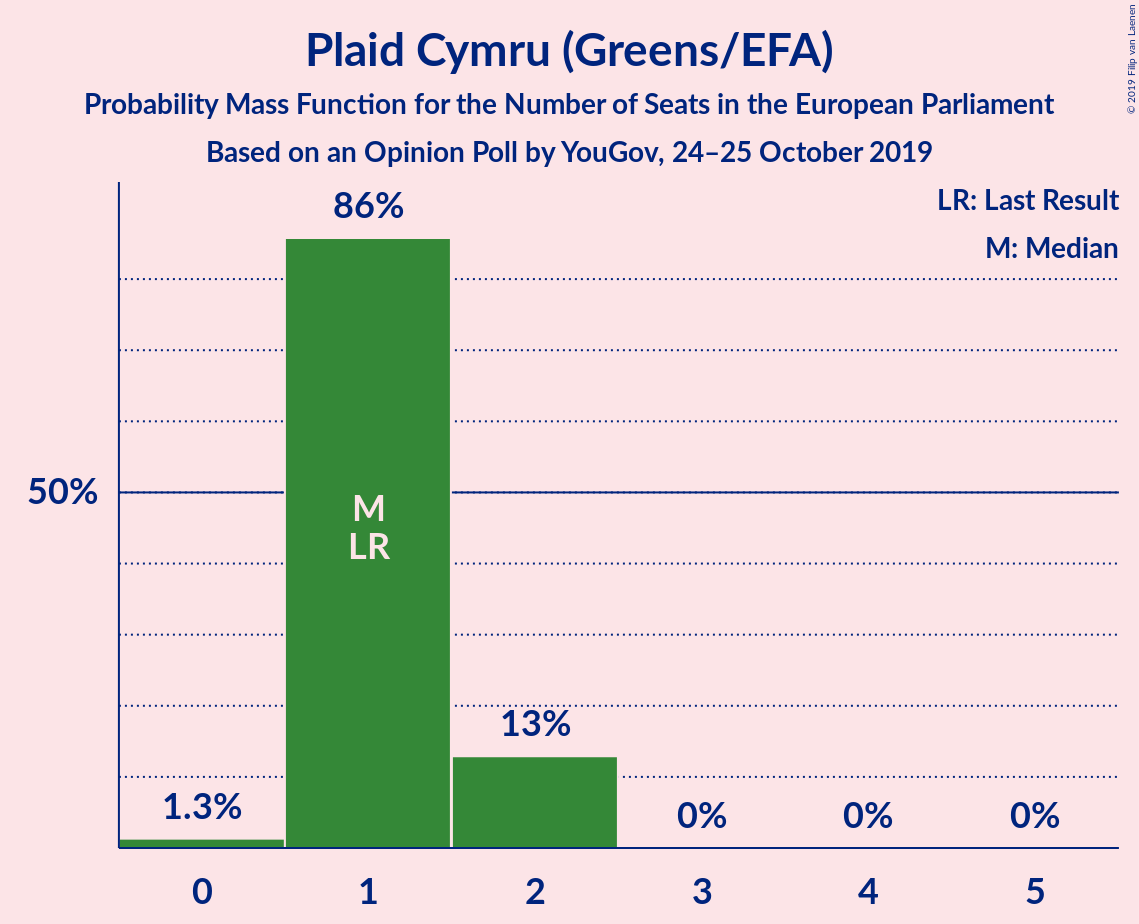 Plaid Cymru (Greens/EFA)
Probability Mass Function for the Number of Seats in the European Parliament
Based on an Opinion Poll by YouGov, 24–25 October 2019
© 2019 Filip van Laenen
LR: Last Result
M: Median
86%
50%
M
LR
13%
1.3%
0%
0%
0%
0
1
2
3
4
5